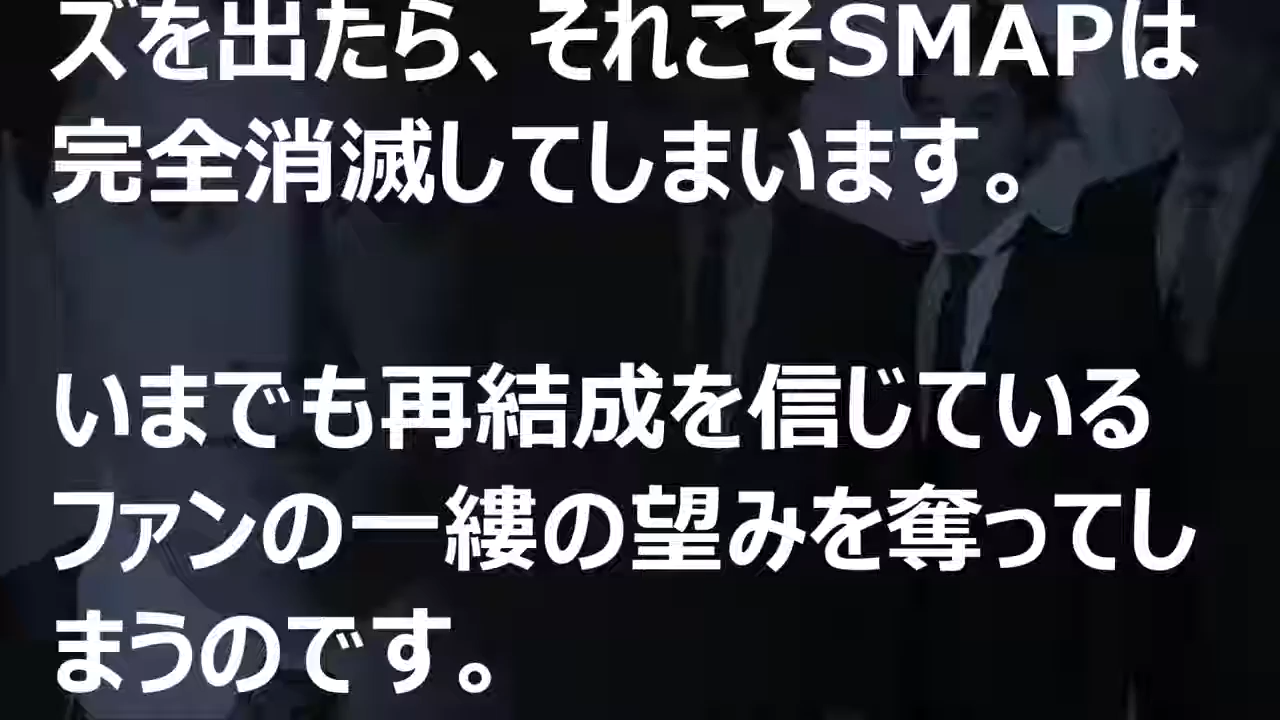 ズを出たら、それこそSMAPは
完全消滅してしまいます。
いまでも再結成を信じている
ファンの一縷の望みを奪ってし
まうのです。